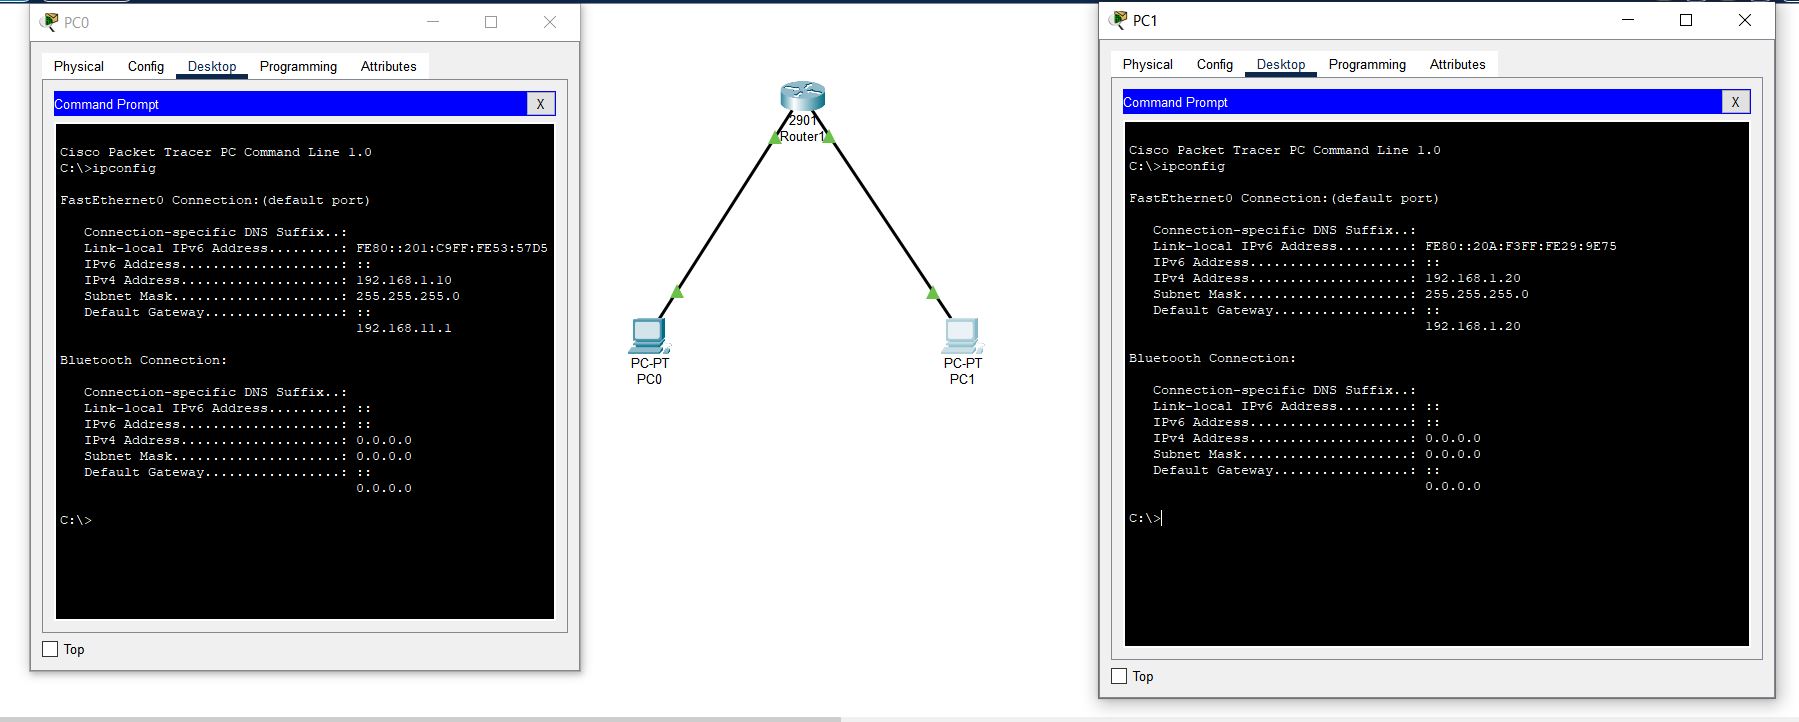 PC0
Physical Config Desktop Programming Attributes
Command Prompt X
Cisco Packet Tracer PC Command Line 1.0
C:\>ipconfig
FastEthernet0 Connection:(default port)
Connection-specific DNS Suffix..:
Link-local IPv6 Address.........: FE80::201:C9FF:FE53:57D5
IPv6 Address....................: ::
IPv4 Address....................: 192.168.1.10
Subnet Mask.....................: 255.255.255.0
Default Gateway.................: ::
192.168.11.1
Bluetooth Connection:
Connection-specific DNS Suffix..:
Link-local IPv6 Address.........: ::
IPv6 Address....................: ::
IPv4 Address....................: 0.0.0.0
Subnet Mask.....................: 0.0.0.0
Default Gateway.................: ::
0.0.0.0
C:\>
Top
2901
Router1
PC-PT
PC0
PC-PT
PC1
PC1
Physical Config Desktop Programming Attributes
Command Prompt X
Cisco Packet Tracer PC Command Line 1.0
C:\>ipconfig
FastEthernet0 Connection:(default port)
Connection-specific DNS Suffix..:
Link-local IPv6 Address.........: FE80::20A:F3FF:FE29:9E75
IPv6 Address....................: ::
IPv4 Address....................: 192.168.1.20
Subnet Mask.....................: 255.255.255.0
Default Gateway.................: ::
192.168.1.20
Bluetooth Connection:
Connection-specific DNS Suffix..:
Link-local IPv6 Address.........: ::
IPv6 Address....................: ::
IPv4 Address....................: 0.0.0.0
Subnet Mask.....................: 0.0.0.0
Default Gateway.................: ::
0.0.0.0
C:\>
Top